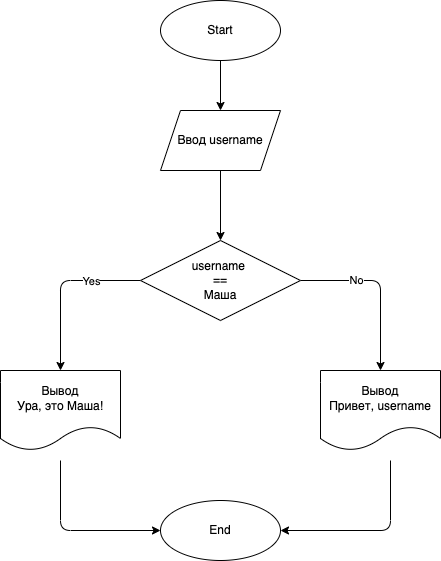 Start
Ввод username
username
==
Маша
Yes
No
Вывод
Ура, это Маша!
Вывод
Привет, username
End